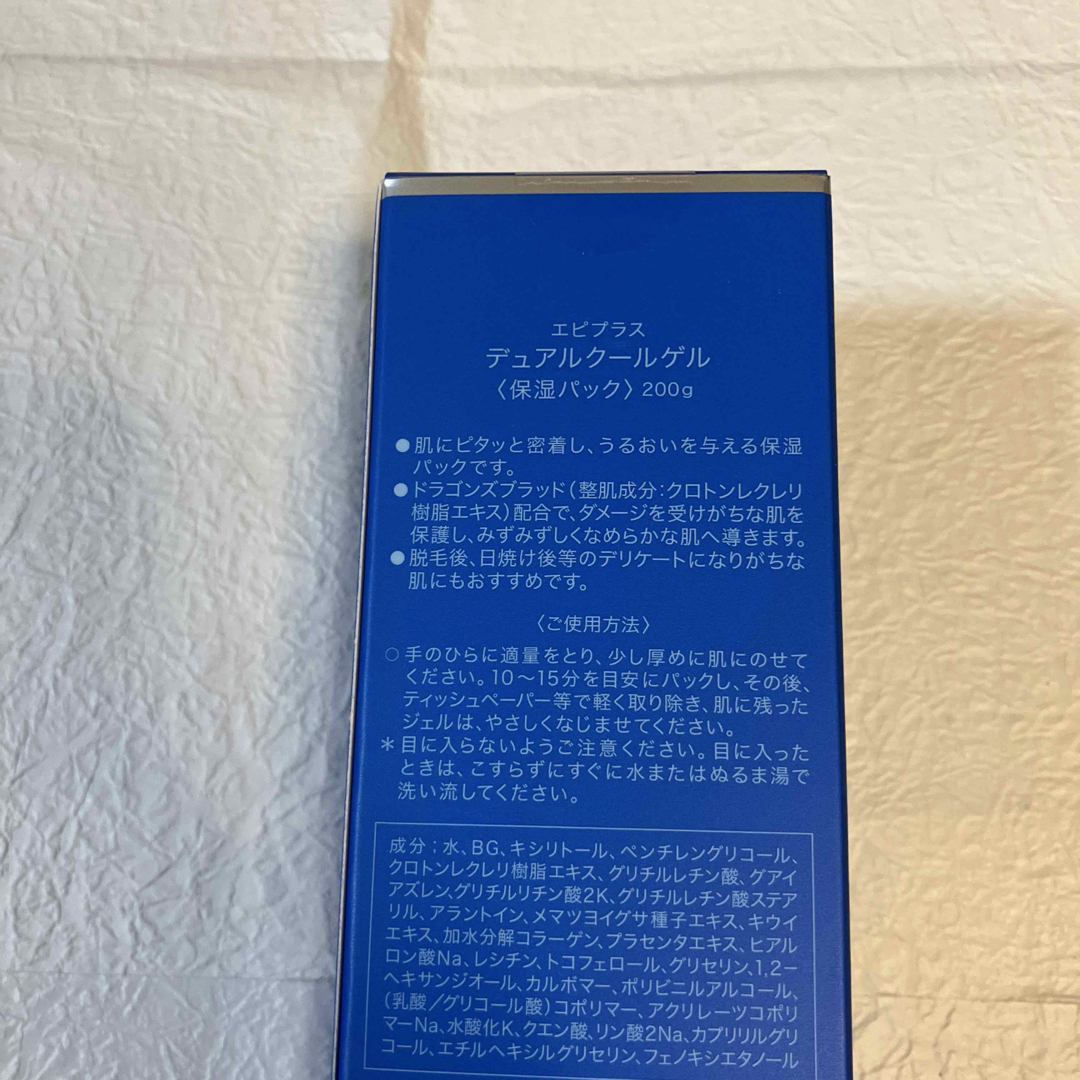 エピプラス
デュアルクールゲル
〈保湿パック〉200g
●肌にピタッと密着し、うるおいを与える保湿
パックです。
●ドラゴンズブラッド(整肌成分:クロトンレクレリ
樹脂エキス)配合で、ダメージを受けがちな肌を
保護し、みずみずしくなめらかな肌へ導きます。
●脱毛後、日焼け後等のデリケートになりがちな
肌にもおすすめです。
〈ご使用方法〉
○手のひらに適量をとり、少し厚めに肌にのせて
ください。10〜15分を目安にパックし、その後、
ティッシュペーパー等で軽く取り除き、肌に残った
ジェルは、やさしくなじませてください。
＊目に入らないようご注意ください。目に入った
ときは、こすらずにすぐに水またはぬるま湯で
洗い流してください。
成分:水、BG、キシリトール、ペンチレングリコール、
クロトンレクレリ樹脂エキス、グリチルレチン酸、グアイ
アズレン、グリチルリチン酸2K、グリチルレチン酸ステア
リル、アラントイン、メマツヨイグサ種子エキス、キウイ
エキス、加水分解コラーゲン、プラセンタエキス、ヒアル
ロン酸Na、レシチン、トコフェロール、グリセリン、1,2-
ヘキサンジオール、カルボマー、ポリビニルアルコール、
(乳酸/グリコール酸)コポリマー、アクリレーツコポリ
マーNa、水酸化K、クエン酸、リン酸2Na、カプリリルグリ
コール、エチルヘキシルグリセリン、フェノキシエタノール